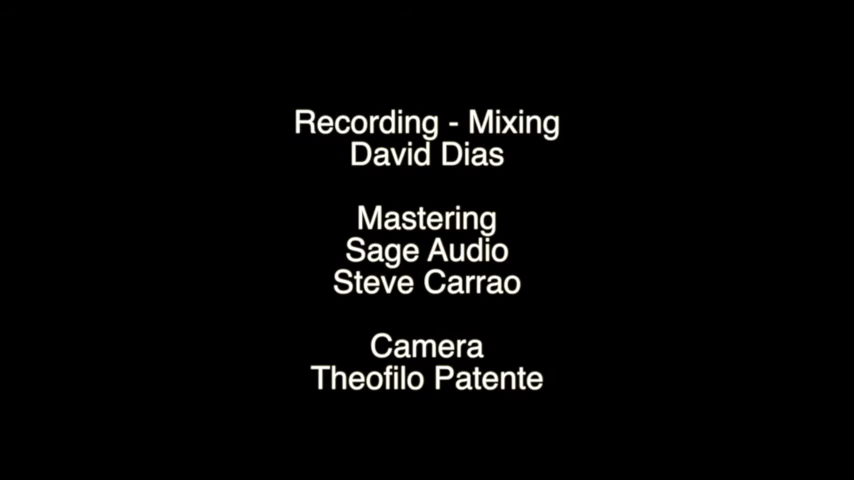 Recording - Mixing
David Dias
Mastering
Sage Audio
Steve Carrao
Camera
Theofilo Patente